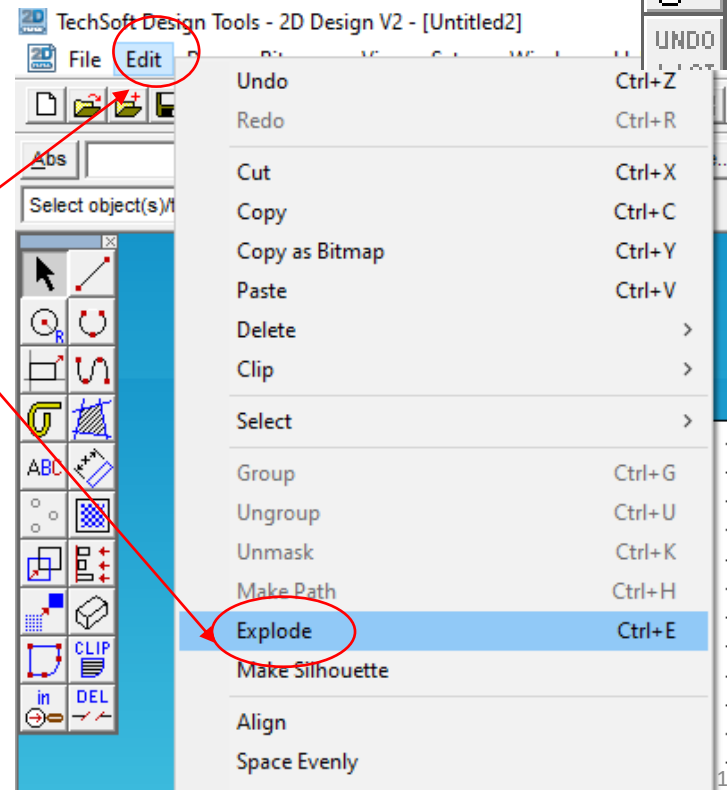 TechSoft Design Tools - 2D Design V2 - [Untitled2]
UNDO
File Edit
Undo Ctrl+Z
Redo Ctrl+R
Abs
Cut Ctrl+X
Select object(s)/
Copy Ctrl+C
Copy as Bitmap Ctrl+Y
Paste Ctrl+V
Delete >
R
Clip >
Select >
ABC
Group Ctrl+G
Ungroup Ctrl+U
Unmask Ctrl+K
Make Path Ctrl+H
Explode Ctrl+E
CLIP
Make Silhouette
in DEL
Align
Space Evenly
1